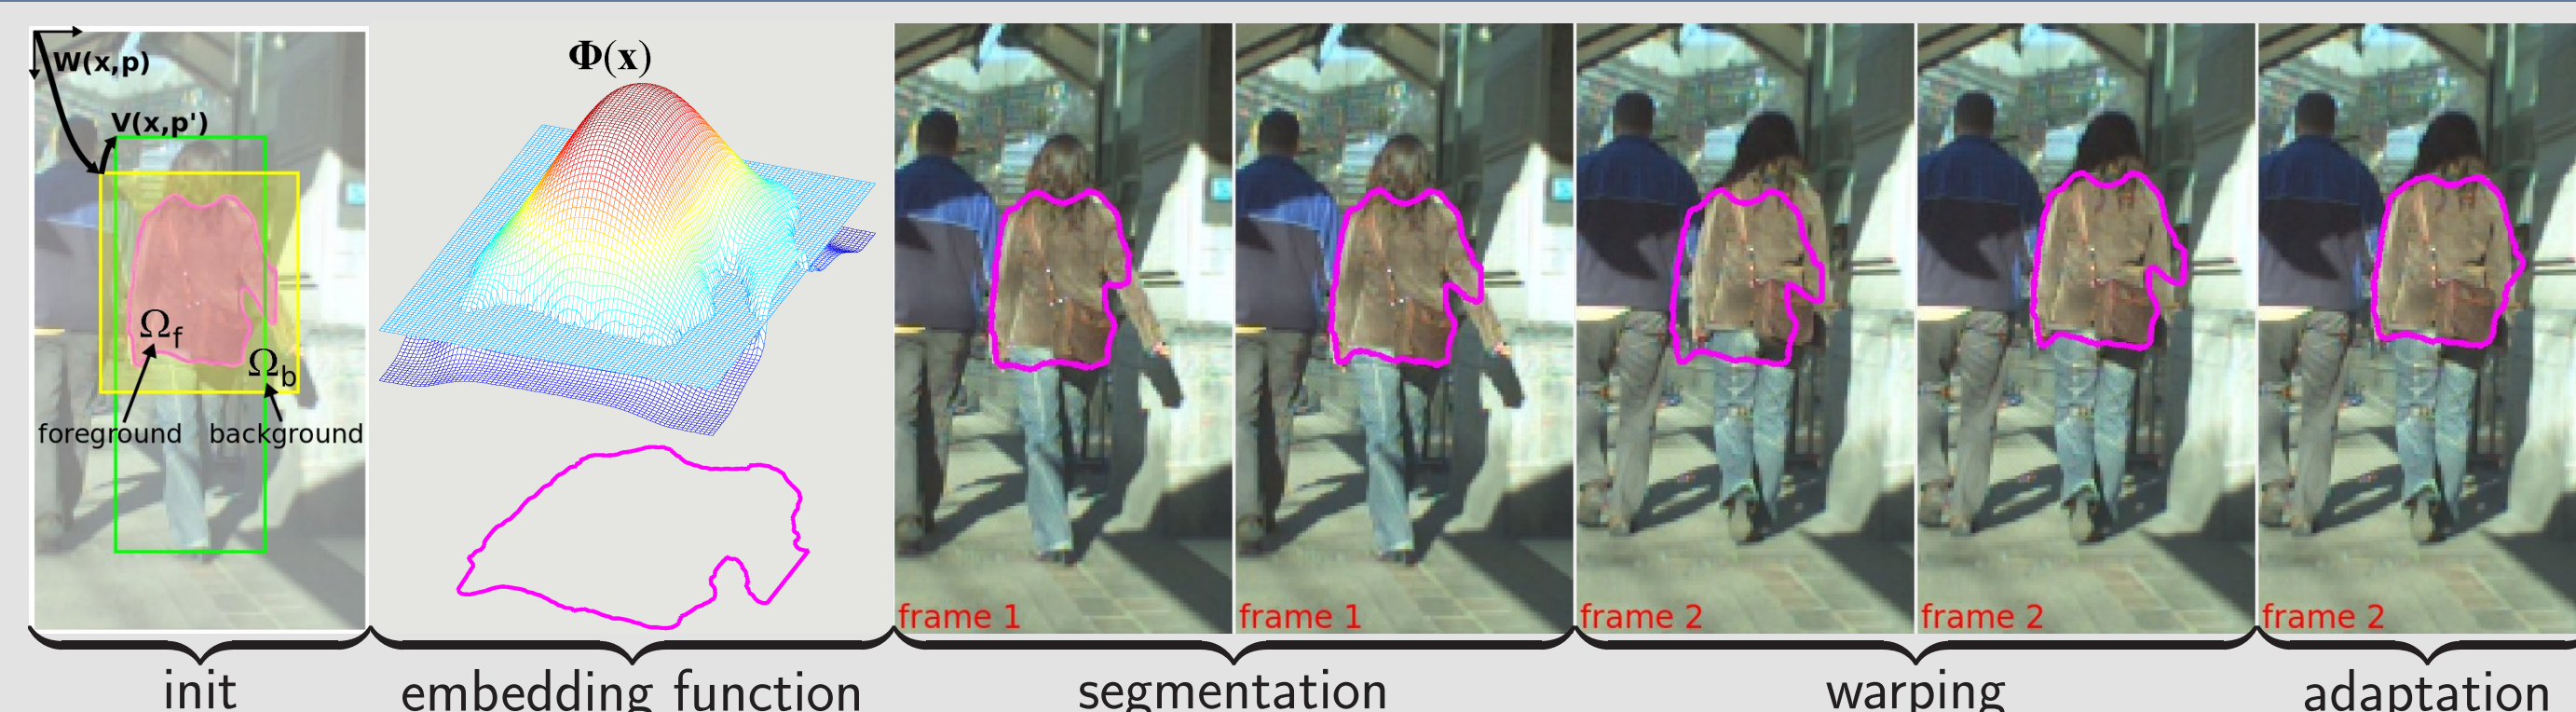 W(x,p)
V(x,p')
Ωf
Ωb
foreground background
Φ(x)
frame 1
frame 1
frame 2
frame 2
frame 2
init
embedding function
segmentation
warping
adaptation